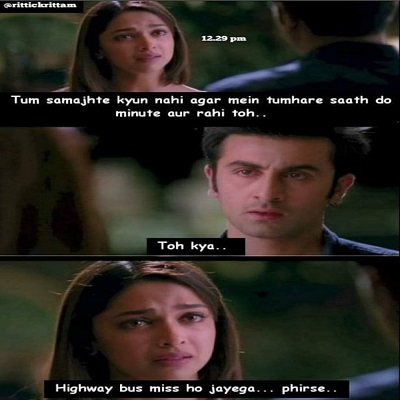 @rittickrittam
12.29 pm
Tum samajhte kyun nahi agar mein tumhare saath do
minute aur rahi toh..
Toh kya..
Highway bus miss ho jayega... phirse..